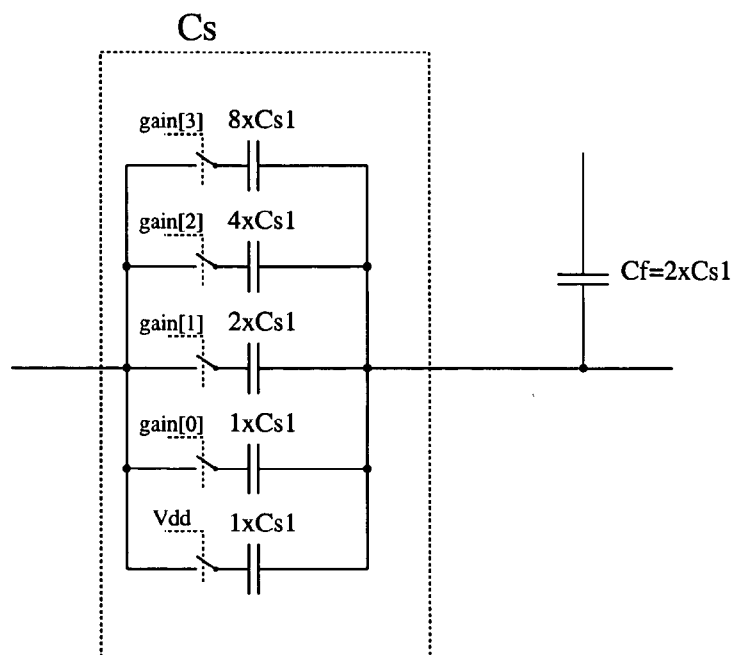 Cs
gain[3] 8xCs1
gain[2] 4xCs1
Cf=2xCs1
gain[1] 2xCs1
gain[0] 1xCs1
Vdd 1xCs1